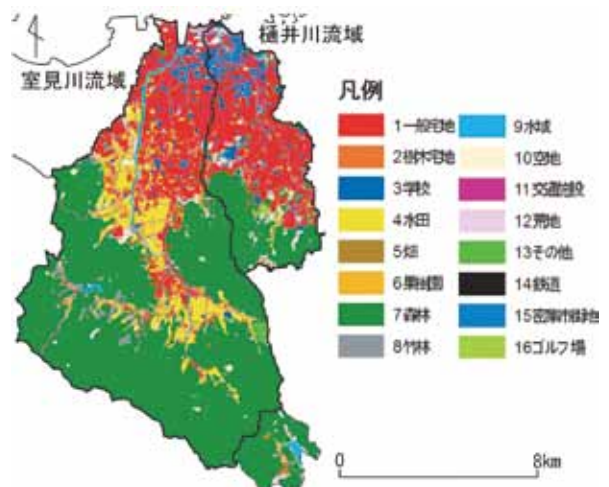 樋井川流域
室見川流域
凡例
1一般宅地
2樹木宅地
3学校
4水田
5畑
6果樹園
7森林
8竹林
9水域
10空地
11交通施設
12荒地
13その他
14鉄道
15密集市街地
16ゴルフ場
0 8km